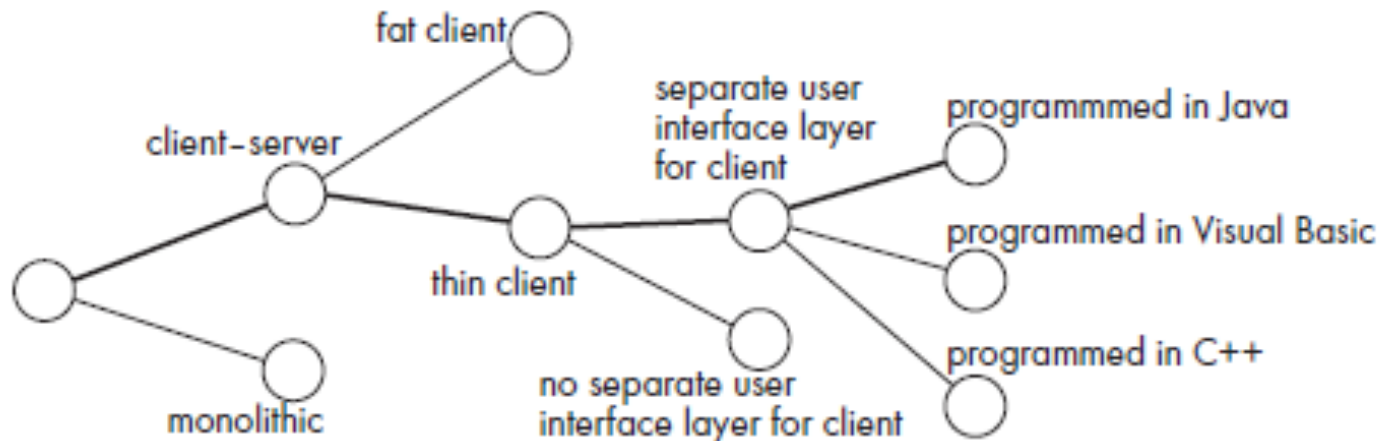 fat client
separate user
interface layer
for client
programmmed in Java
client-server
programmed in Visual Basic
thin client
programmed in C++
no separate user
interface layer for client
monolithic